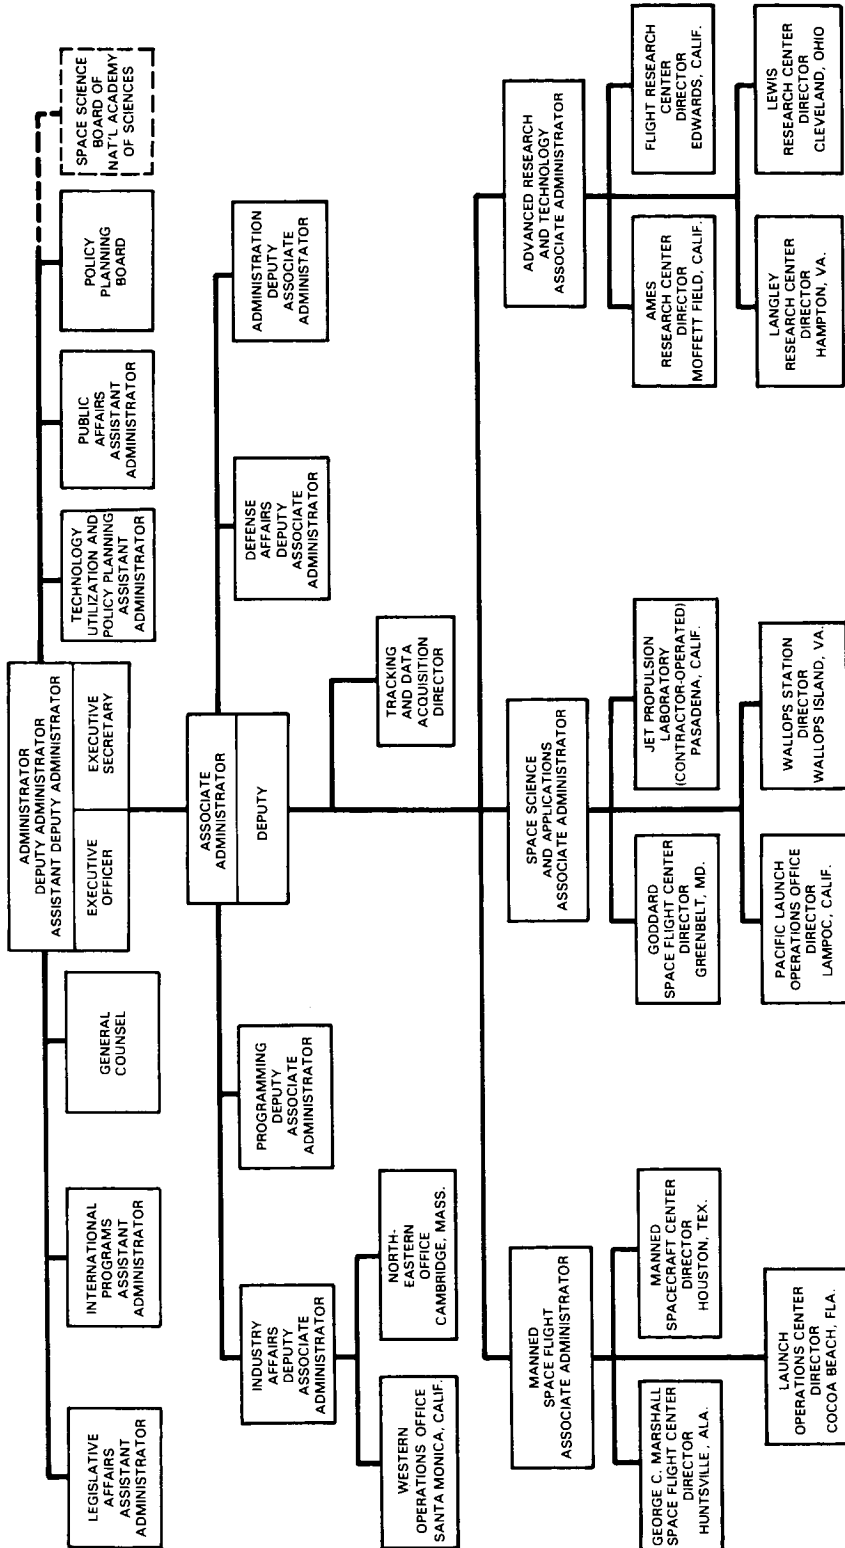 ADMINISTRATOR
DEPUTY ADMINISTRATOR
ASSISTANT DEPUTY ADMINISTRATOR
EXECUTIVE
OFFICER
EXECUTIVE
SECRETARY
LEGISLATIVE
AFFAIRS
ASSISTANT
ADMINISTRATOR
INTERNATIONAL
PROGRAMS
ASSISTANT
ADMINISTRATOR
GENERAL
COUNSEL
TECHNOLOGY
UTILIZATION AND
POLICY PLANNING
ASSISTANT
ADMINISTRATOR
PUBLIC
AFFAIRS
ASSISTANT
ADMINISTRATOR
POLICY
PLANNING
BOARD
SPACE SCIENCE
BOARD OF
NAT'L ACADEMY
OF SCIENCES
ASSOCIATE
ADMINISTRATOR
DEPUTY
INDUSTRY
AFFAIRS DEPUTY
ASSOCIATE
ADMINISTRATOR
PROGRAMMING
DEPUTY
ASSOCIATE
ADMINISTRATOR
DEFENSE
AFFAIRS
DEPUTY
ASSOCIATE
ADMINISTRATOR
ADMINISTRATION
DEPUTY
ASSOCIATE
ADMINISTATOR
WESTERN
OPERATIONS OFFICE
SANTA MONICA, CALIF.
NORTH-
EASTERN
OFFICE
CAMBRIDGE, MASS.
TRACKING
AND DATA
ACQUISITION
DIRECTOR
MANNED
SPACE FLIGHT
ASSOCIATE ADMINISTRATOR
SPACE SCIENCE
AND APPLICATIONS
ASSOCIATE ADMINISTRATOR
ADVANCED RESEARCH
AND TECHNOLOGY
ASSOCIATE ADMINISTRATOR
GEORGE C. MARSHALL
SPACE FLIGHT CENTER
DIRECTOR
HUNTSVILLE, ALA.
MANNED
SPACECRAFT CENTER
DIRECTOR
HOUSTON, TEX.
GODDARD
SPACE FLIGHT CENTER
DIRECTOR
GREENBELT, MD.
JET PROPULSION
LABORATORY
(CONTRACTOR-OPERATED)
PASADENA, CALIF.
AMES
RESEARCH CENTER
DIRECTOR
MOFFETT FIELD, CALIF.
FLIGHT RESEARCH
CENTER
DIRECTOR
EDWARDS, CALIF.
LAUNCH
OPERATIONS CENTER
DIRECTOR
COCOA BEACH, FLA.
PACIFIC LAUNCH
OPERATIONS OFFICE
DIRECTOR
LAMPOC, CALIF.
WALLOPS STATION
DIRECTOR
WALLOPS ISLAND, VA.
LANGLEY
RESEARCH CENTER
DIRECTOR
HAMPTON, VA.
LEWIS
RESEARCH CENTER
DIRECTOR
CLEVELAND, OHIO